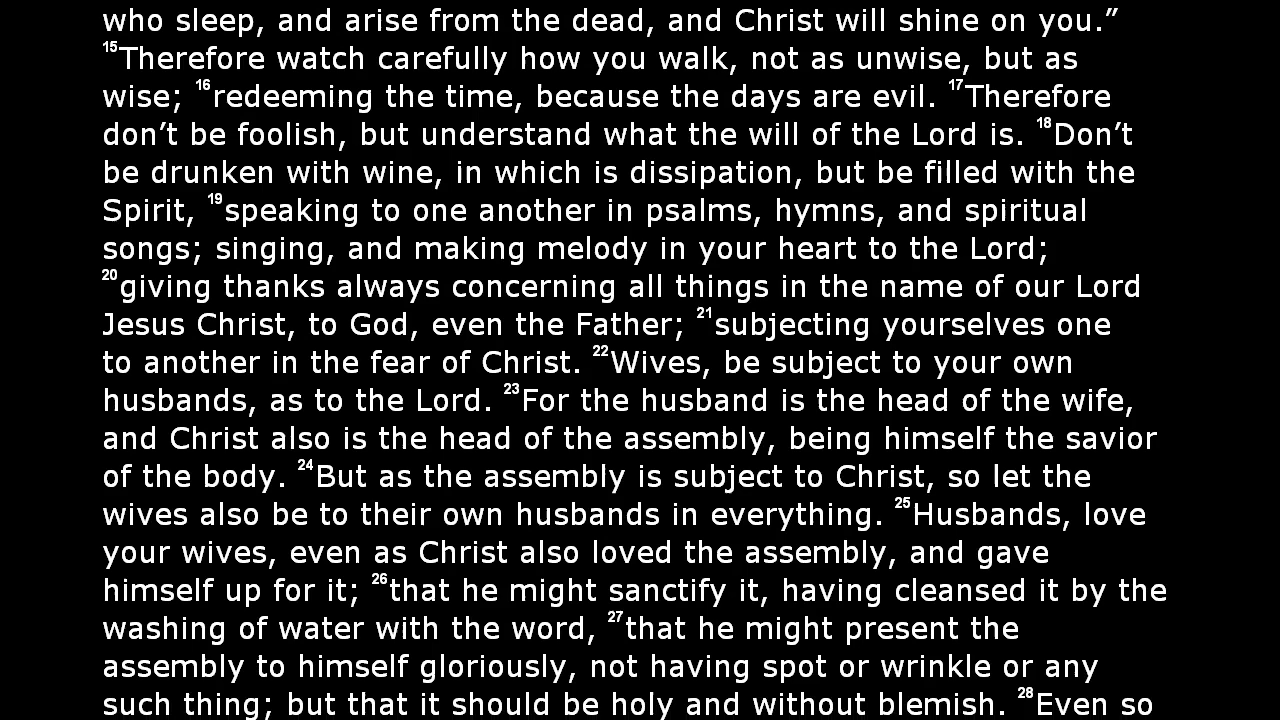 who sleep, and arise from the dead, and Christ will shine on you.”
¹⁵Therefore watch carefully how you walk, not as unwise, but as
wise; ¹⁶redeeming the time, because the days are evil. ¹⁷Therefore
don’t be foolish, but understand what the will of the Lord is. ¹⁸Don’t
be drunken with wine, in which is dissipation, but be filled with the
Spirit, ¹⁹speaking to one another in psalms, hymns, and spiritual
songs; singing, and making melody in your heart to the Lord;
²⁰giving thanks always concerning all things in the name of our Lord
Jesus Christ, to God, even the Father; ²¹subjecting yourselves one
to another in the fear of Christ. ²²Wives, be subject to your own
husbands, as to the Lord. ²³For the husband is the head of the wife,
and Christ also is the head of the assembly, being himself the savior
of the body. ²⁴But as the assembly is subject to Christ, so let the
wives also be to their own husbands in everything. ²⁵Husbands, love
your wives, even as Christ also loved the assembly, and gave
himself up for it; ²⁶that he might sanctify it, having cleansed it by the
washing of water with the word, ²⁷that he might present the
assembly to himself gloriously, not having spot or wrinkle or any
such thing; but that it should be holy and without blemish. ²⁸Even so